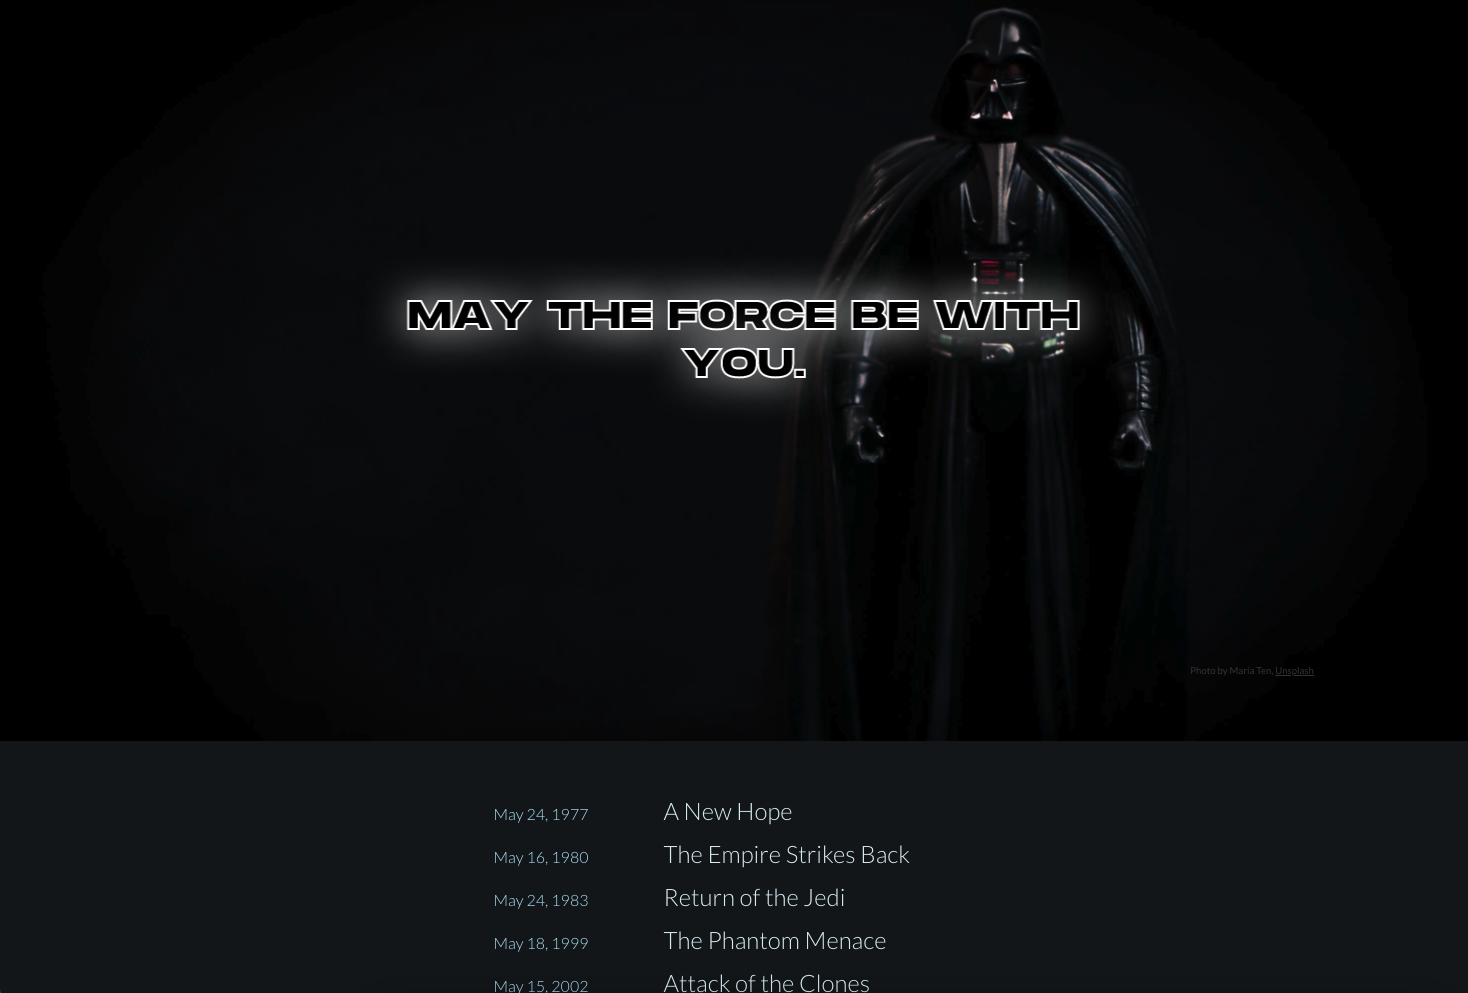 MAY THE FORCE BE WITH
YOU.
Photo by María Ten, Unsplash
May 24, 1977 A New Hope
May 16, 1980 The Empire Strikes Back
May 24, 1983 Return of the Jedi
May 18, 1999 The Phantom Menace
May 15, 2002 Attack of the Clones